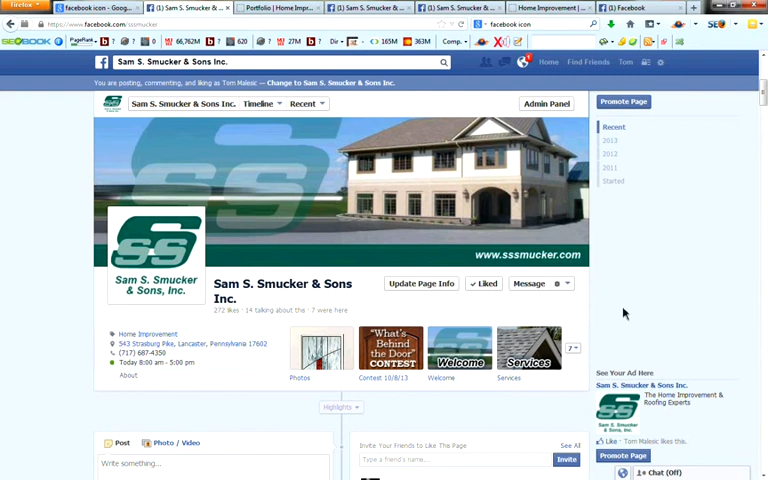 Firefox
facebook icon - Goog...
(1) Sam S. Smucker & ...
Portfolio | Home Impr...
(1) Sam S. Smucker & ...
(1) Sam S. Smucker & ...
Home Improvement | ...
(1) Facebook
https://www.facebook.com/sssmucker
facebook icon
SEO
SEOBOOK
PageRank
66,762M
620
27M
Dir
165M
363M
Comp.
Sam S. Smucker & Sons Inc.
Home
Find Friends
Tom
You are posting, commenting, and liking as Tom Malesic — Change to Sam S. Smucker & Sons Inc.
Sam S. Smucker & Sons Inc.
Timeline
Recent
Admin Panel
Promote Page
Recent
2013
2012
2011
Started
www.sssmucker.com
Sam S. Smucker
& Sons, Inc.
Sam S. Smucker & Sons
Inc.
272 likes · 14 talking about this · 7 were here
Update Page Info
Liked
Message
Home Improvement
543 Strasburg Pike, Lancaster, Pennsylvania 17602
(717) 687-4350
Today 8:00 am - 5:00 pm
About
"What's
Behind
the Door"
CONTEST
Welcome
Services
7
Photos
Contest 10/8/13
Welcome
Services
Highlights
See Your Ad Here
Sam S. Smucker & Sons Inc.
The Home Improvement &
Roofing Experts
Sam S. Smucker
& Sons, Inc.
Like · Tom Malesic likes this.
Promote Page
Post
Photo / Video
Write something...
Invite Your Friends to Like This Page
See All
Type a friend's name...
Invite
Chat (Off)